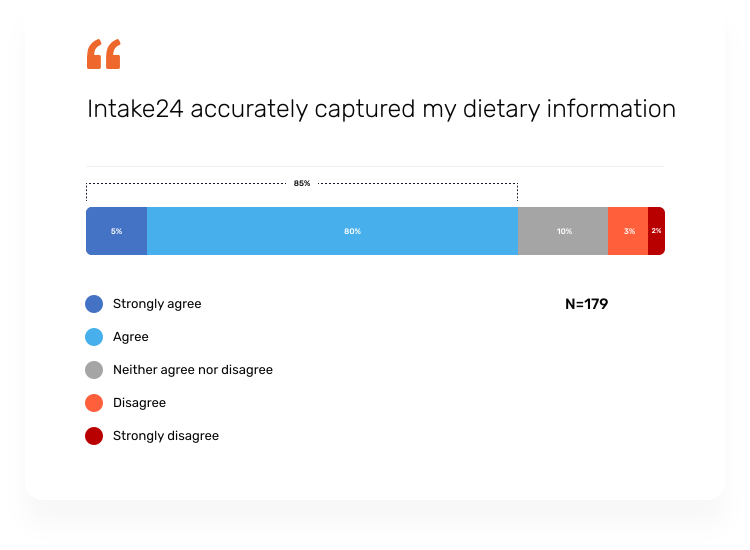 “
Intake24 accurately captured my dietary information
85%
5% 80% 10% 3% 2%
Strongly agree
N=179
Agree
Neither agree nor disagree
Disagree
Strongly disagree